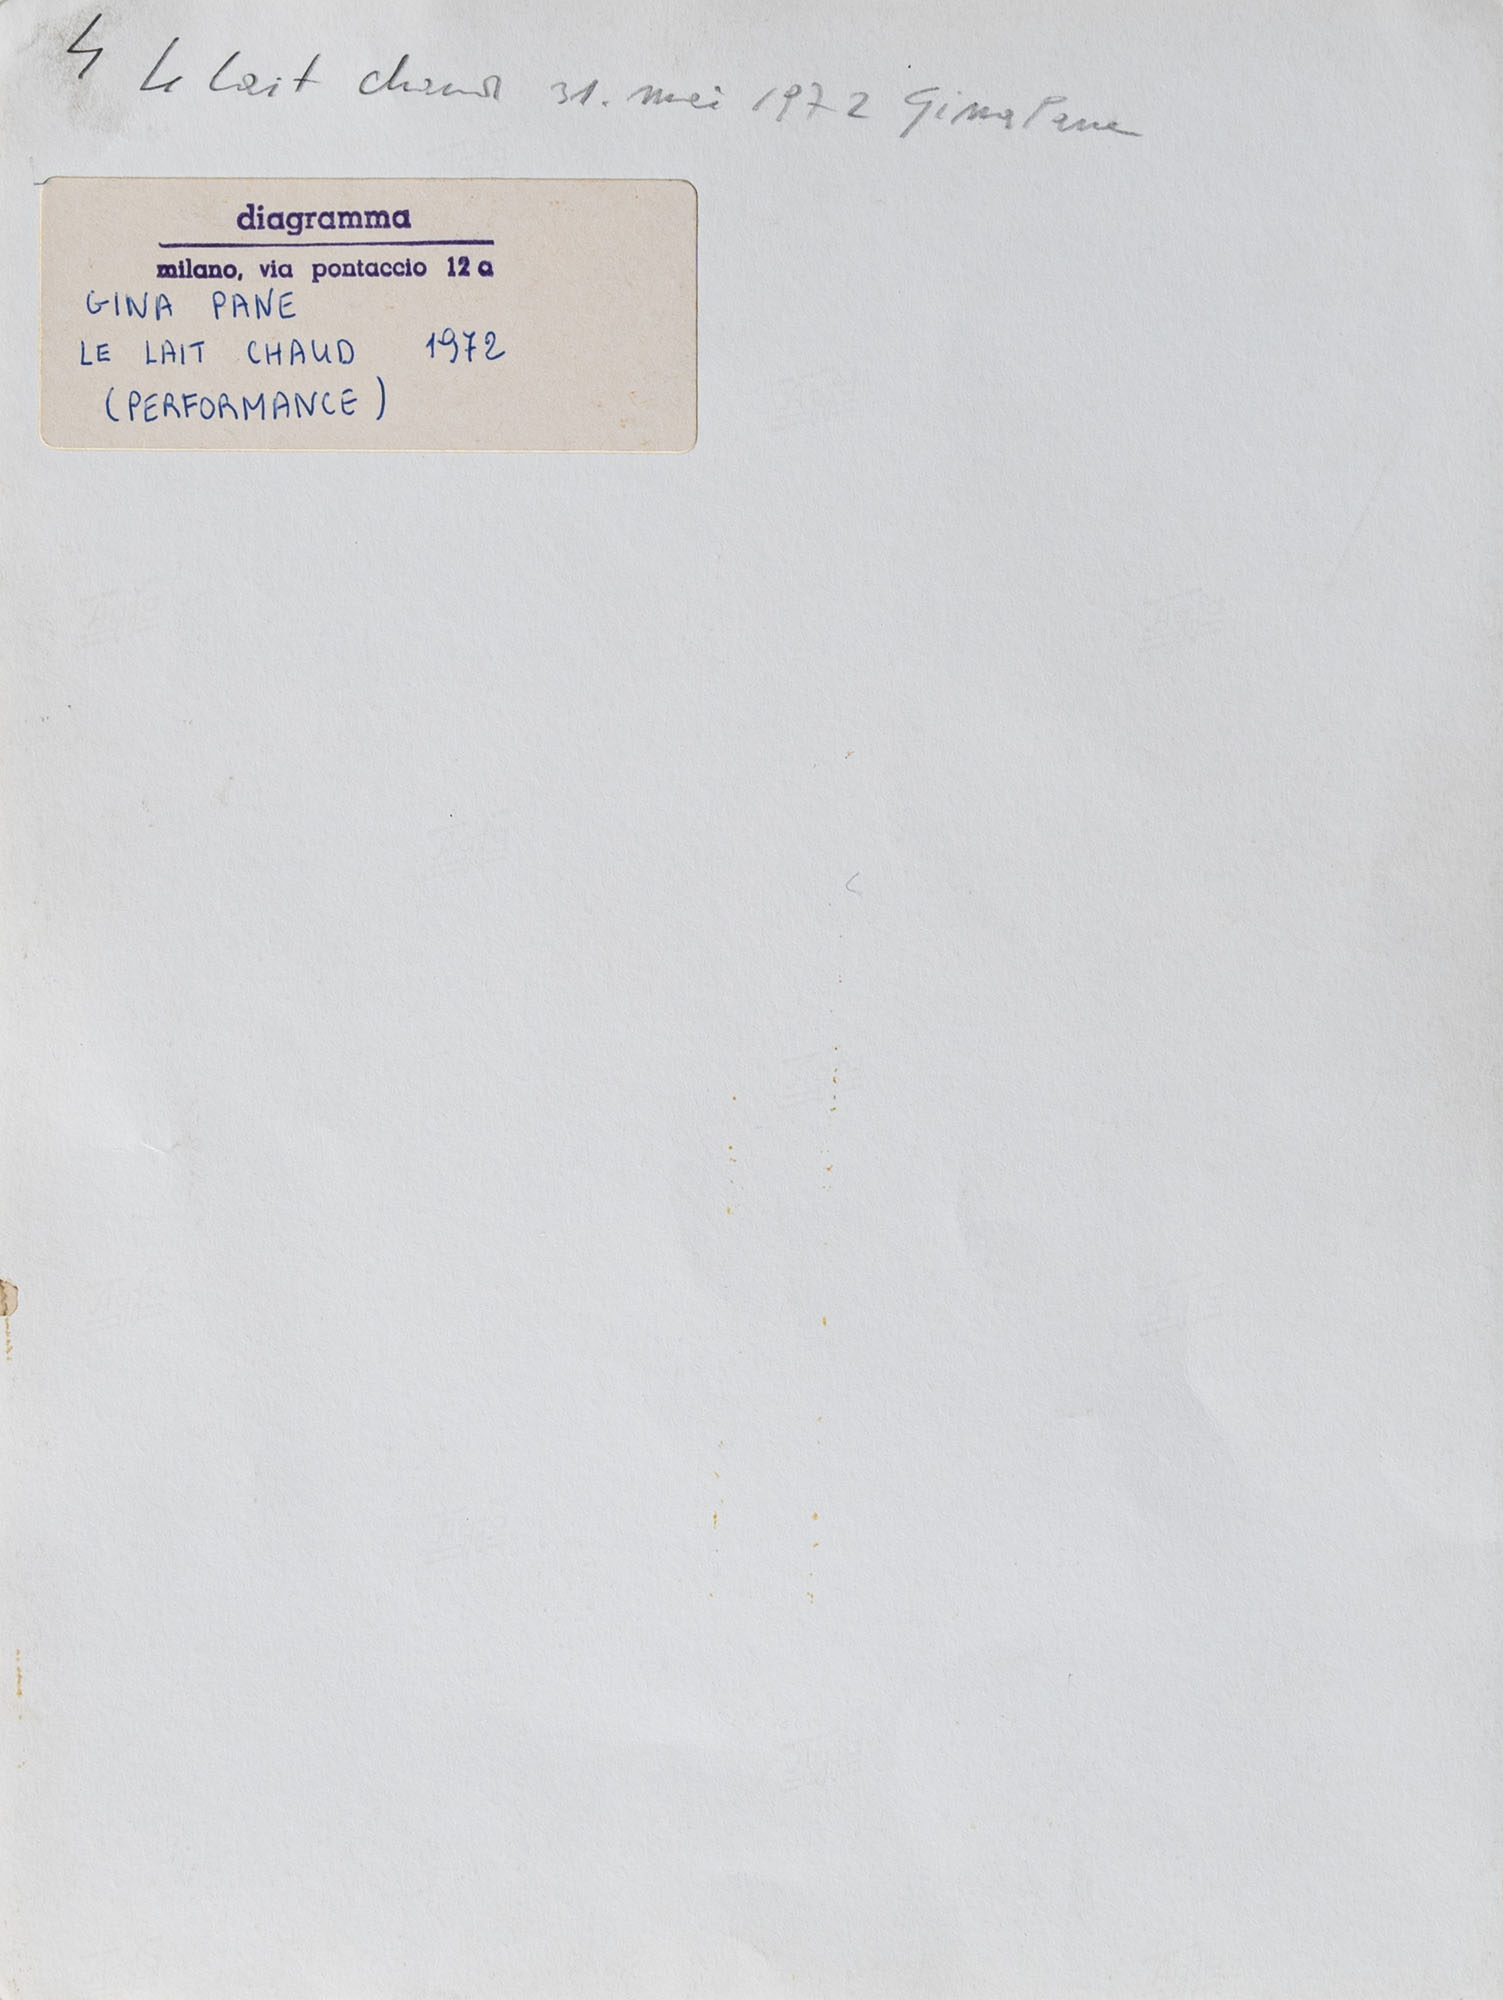 4 Le Lait chaud 31. mai 1972 Gina Pane
diagramma
milano, via pontaccio 12 a
GINA PANE
LE LAIT CHAUD 1972
(PERFORMANCE)